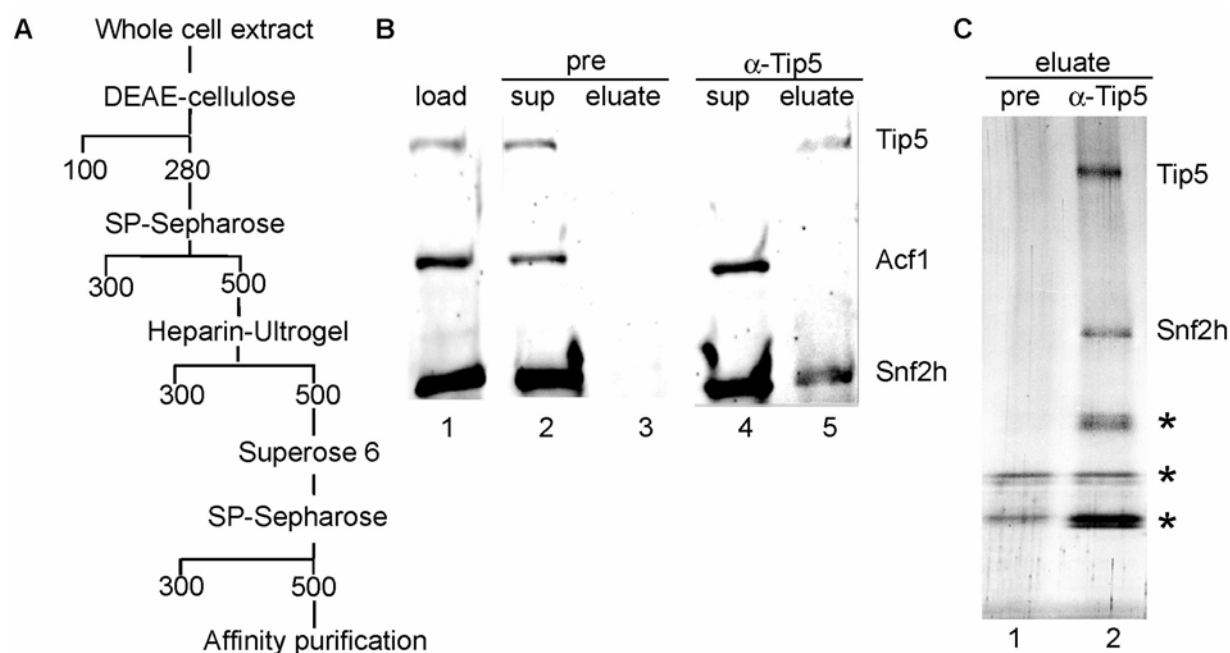 A
Whole cell extract
DEAE-cellulose
100 280
SP-Sepharose
300 500
Heparin-Ultrogel
300 500
Superose 6
SP-Sepharose
300 500
Affinity purification
B
pre α-Tip5
load sup eluate sup eluate
Tip5
Acf1
Snf2h
1 2 3 4 5
C
eluate
pre α-Tip5
Tip5
Snf2h
*
*
*
1 2